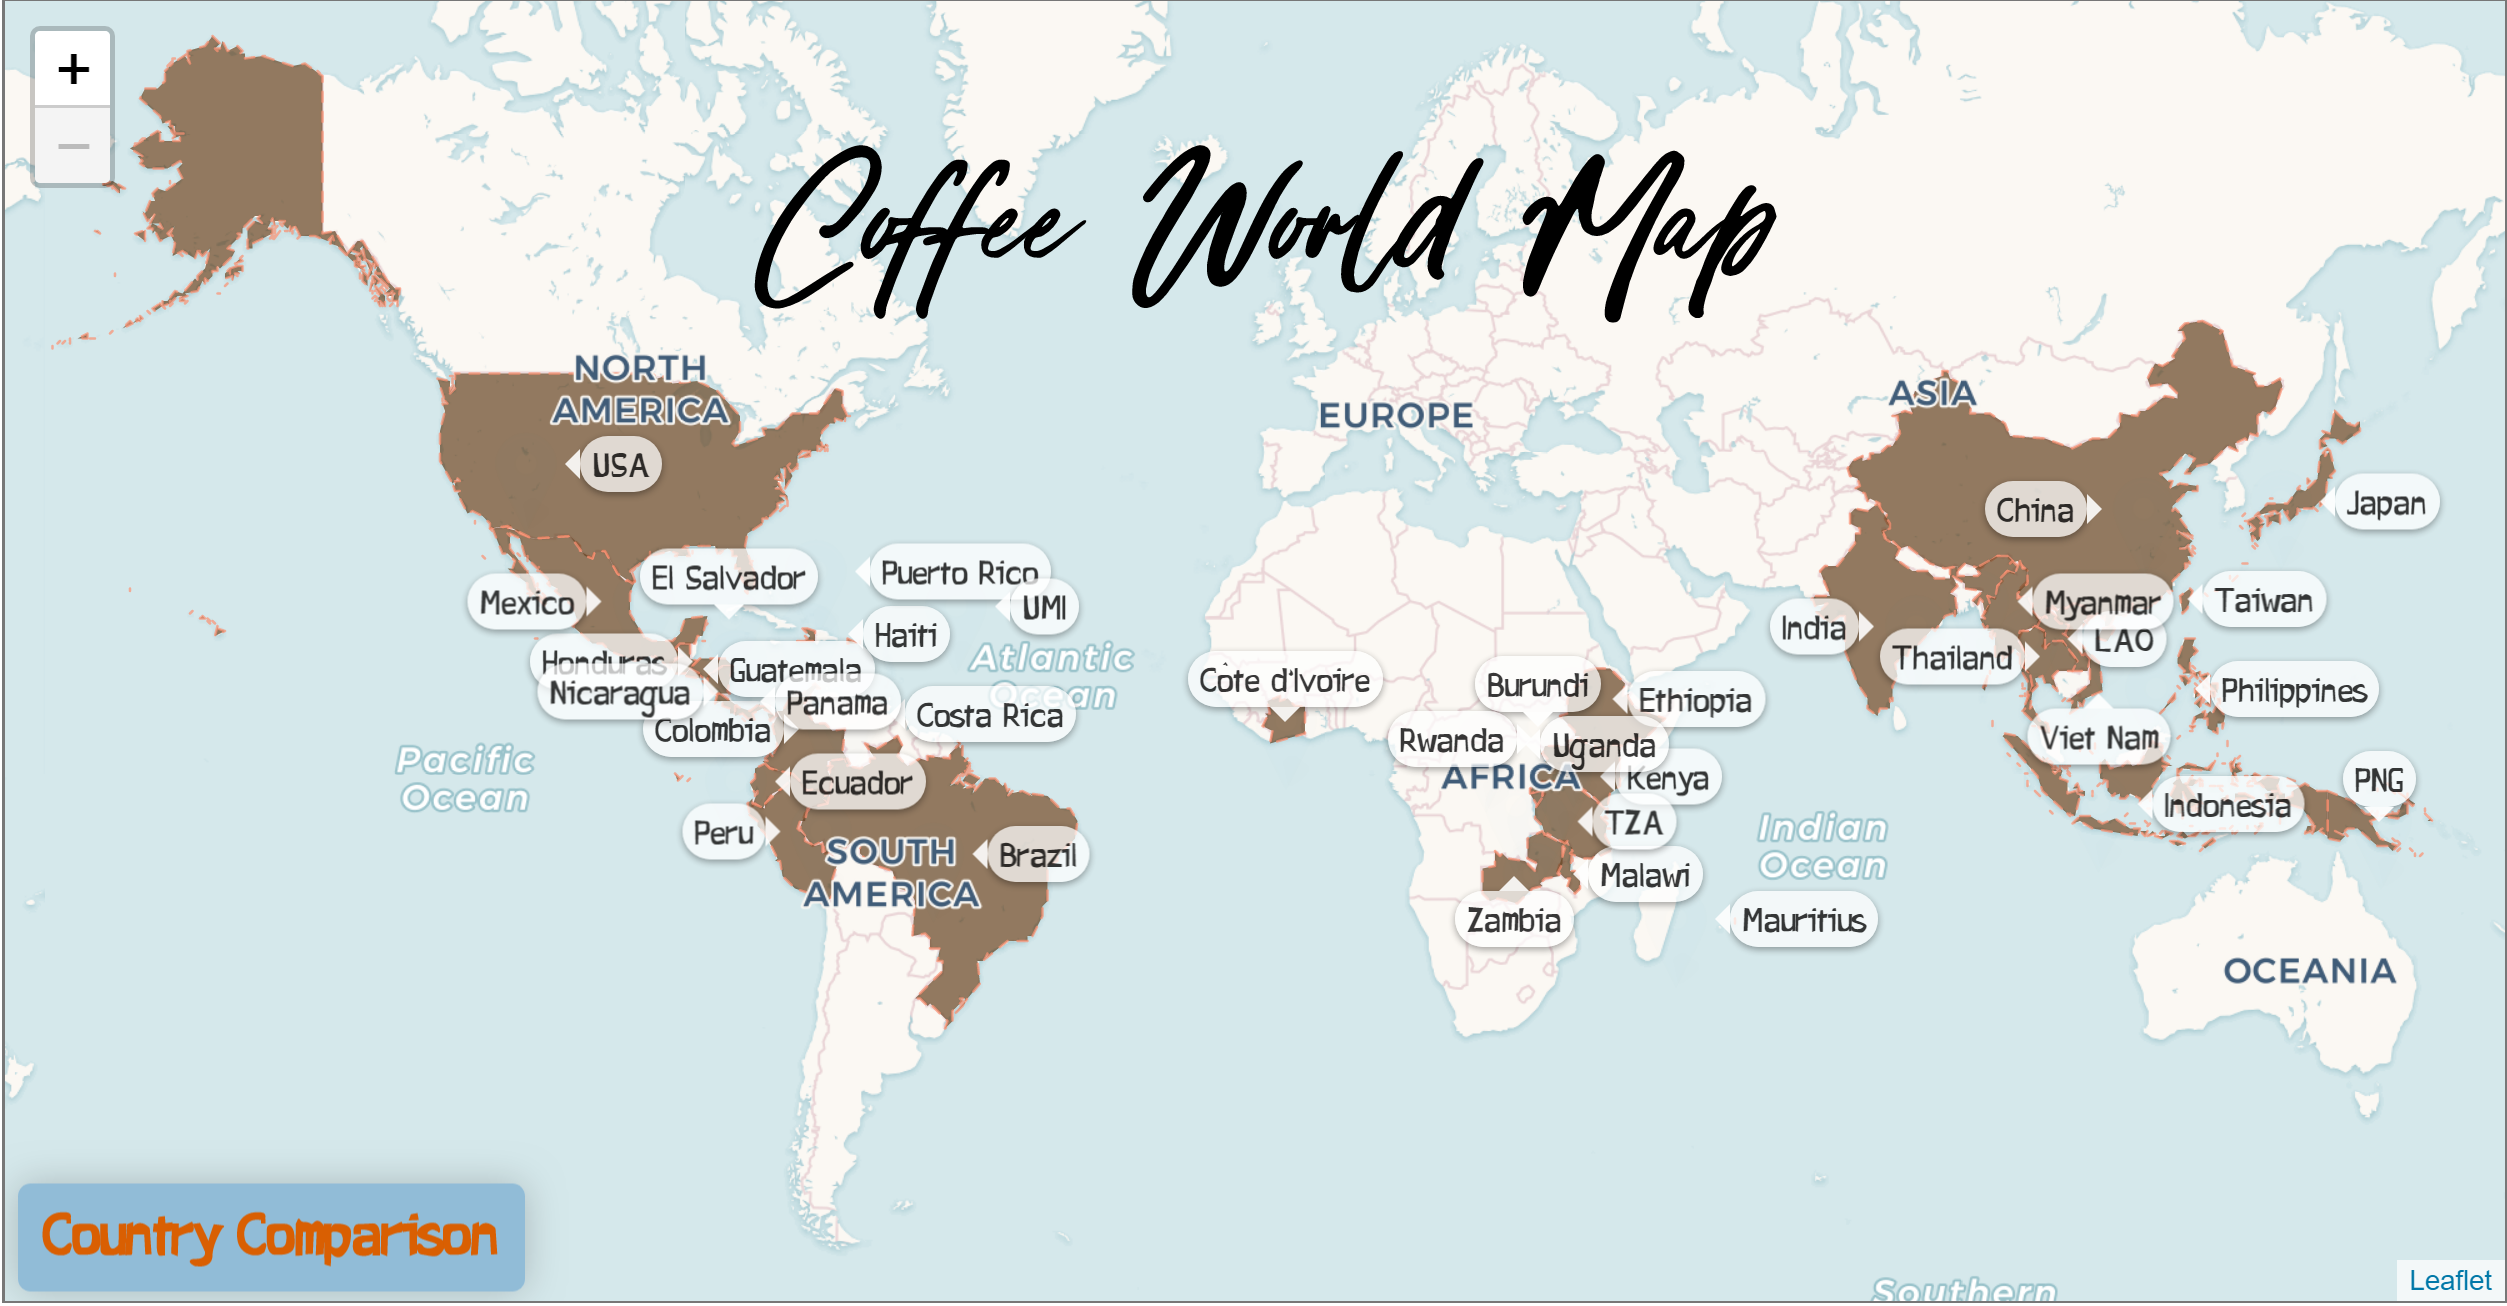 +
−
Coffee World Map
NORTH
AMERICA
EUROPE
ASIA
USA
China
Japan
El Salvador
Puerto Rico
Mexico
UMI
Haiti
India
Myanmar
Taiwan
LAO
Thailand
Atlantic
Ocean
Honduras
Guatemala
Nicaragua
Panama
Costa Rica
Colombia
Côte d'Ivoire
Burundi
Ethiopia
Philippines
Rwanda
Uganda
Viet Nam
Pacific
Ocean
Ecuador
AFRICA
Kenya
PNG
Indonesia
Peru
TZA
Indian
Ocean
SOUTH
AMERICA
Brazil
Malawi
Zambia
Mauritius
OCEANIA
Country Comparison
Southern
Leaflet